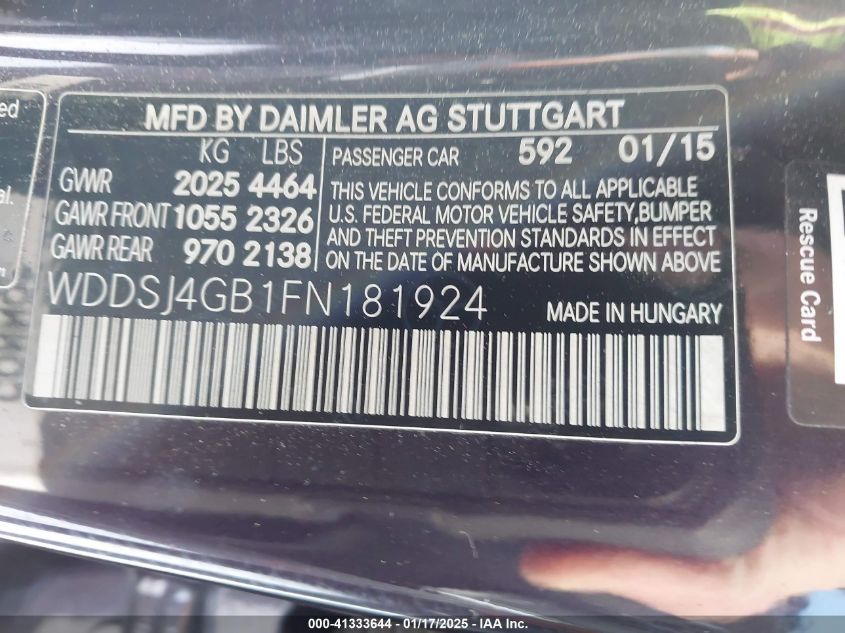 MFD BY DAIMLER AG STUTTGART
KG LBS
GVWR 2025 4464
GAWR FRONT 1055 2326
GAWR REAR 970 2138
PASSENGER CAR 592 01/15
THIS VEHICLE CONFORMS TO ALL APPLICABLE
U.S. FEDERAL MOTOR VEHICLE SAFETY,BUMPER
AND THEFT PREVENTION STANDARDS IN EFFECT
ON THE DATE OF MANUFACTURE SHOWN ABOVE
WDDSJ4GB1FN181924
MADE IN HUNGARY
Rescue Card
000-41333644 - 01/17/2025 - IAA Inc.